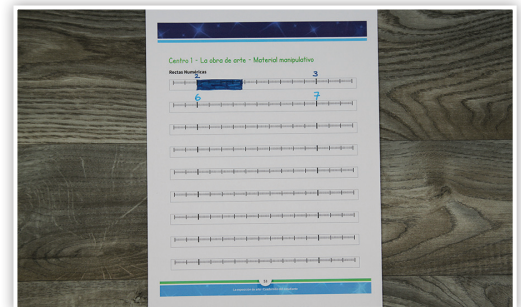 Centro 1 - La obra de arte - Material manipulativo
Rectas Numéricas
2 3
6 7